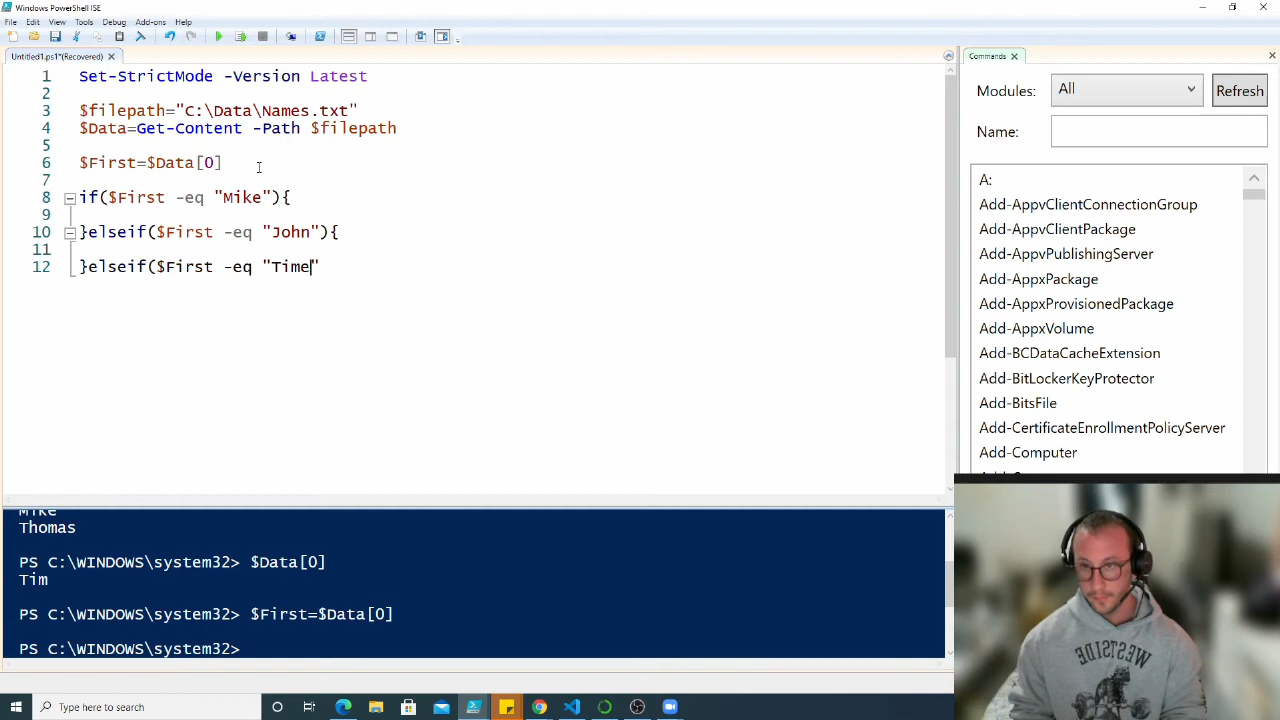 Windows PowerShell ISE
File Edit View Tools Debug Add-ons Help
Untitled1.ps1*(Recovered)
1 Set-StrictMode -Version Latest
2
3 $filepath="C:\Data\Names.txt"
4 $Data=Get-Content -Path $filepath
5
6 $First=$Data[0]
7
8 if($First -eq "Mike"){
9
10 }elseif($First -eq "John"){
11
12 }elseif($First -eq "Time"
Mike
Thomas
PS C:\WINDOWS\system32> $Data[0]
Tim
PS C:\WINDOWS\system32> $First=$Data[0]
PS C:\WINDOWS\system32>
Commands
Modules: All Refresh
Name:
A:
Add-AppvClientConnectionGroup
Add-AppvClientPackage
Add-AppvPublishingServer
Add-AppxPackage
Add-AppxProvisionedPackage
Add-AppxVolume
Add-BCDataCacheExtension
Add-BitLockerKeyProtector
Add-BitsFile
Add-CertificateEnrollmentPolicyServer
Add-Computer
WESTSIDE
Type here to search